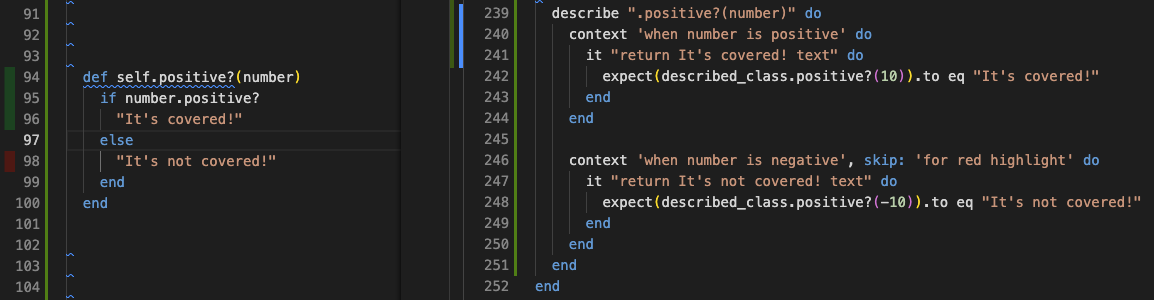 91
92
93
94 def self.positive?(number)
95 if number.positive?
96 "It's covered!"
97 else
98 "It's not covered!"
99 end
100 end
101
102
103
104
239 describe ".positive?(number)" do
240 context 'when number is positive' do
241 it "return It's covered! text" do
242 expect(described_class.positive?(10)).to eq "It's covered!"
243 end
244 end
245
246 context 'when number is negative', skip: 'for red highlight' do
247 it "return It's not covered! text" do
248 expect(described_class.positive?(-10)).to eq "It's not covered!"
249 end
250 end
251 end
252 end